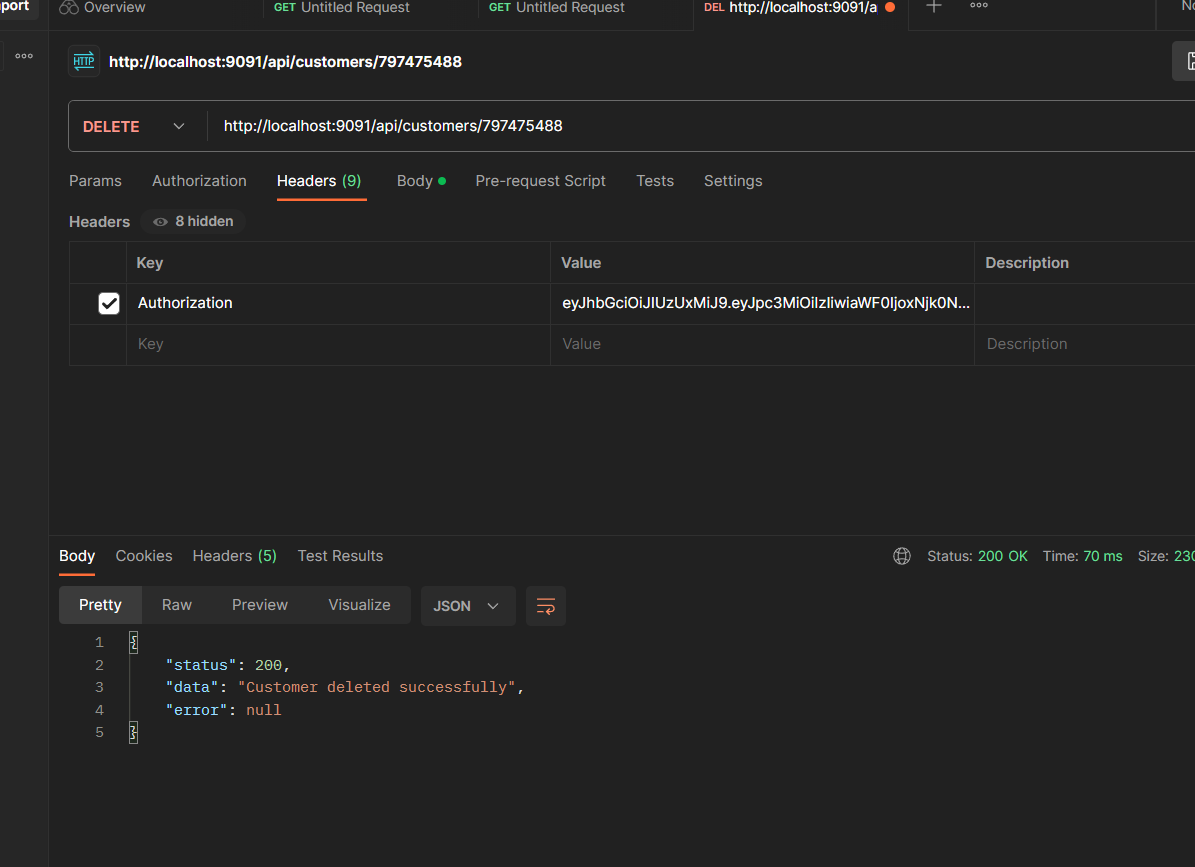 port
Overview
GET Untitled Request
GET Untitled Request
DEL http://localhost:9091/a
HTTP http://localhost:9091/api/customers/797475488
DELETE http://localhost:9091/api/customers/797475488
Params Authorization Headers (9) Body Pre-request Script Tests Settings
Headers 8 hidden
Key Value Description
Authorization eyJhbGciOiJIUzUxMiJ9.eyJpc3MiOiIzIiwiaWF0IjoxNjk0N...
Key Value Description
Body Cookies Headers (5) Test Results Status: 200 OK Time: 70 ms Size: 230
Pretty Raw Preview Visualize JSON
1 {
2 "status": 200,
3 "data": "Customer deleted successfully",
4 "error": null
5 }